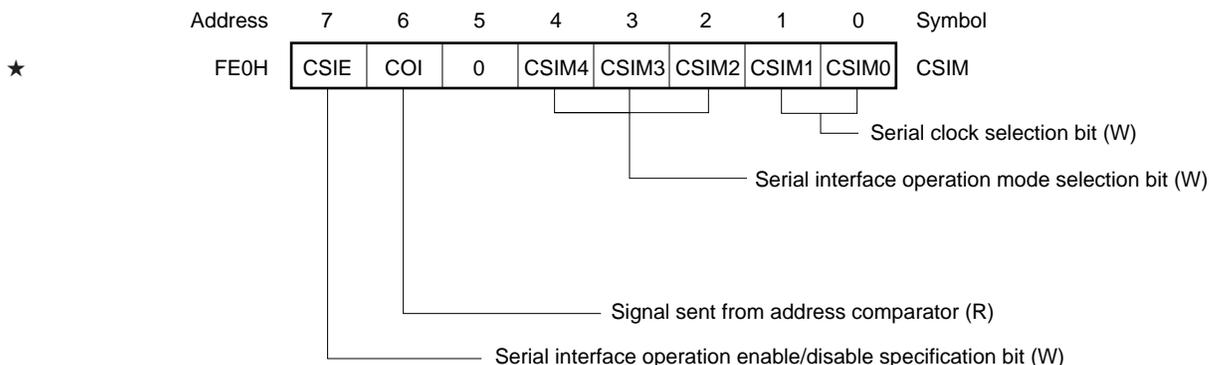 Address 7 6 5 4 3 2 1 0 Symbol
★ FE0H CSIE COI 0 CSIM4 CSIM3 CSIM2 CSIM1 CSIM0 CSIM
Serial clock selection bit (W)
Serial interface operation mode selection bit (W)
Signal sent from address comparator (R)
Serial interface operation enable/disable specification bit (W)